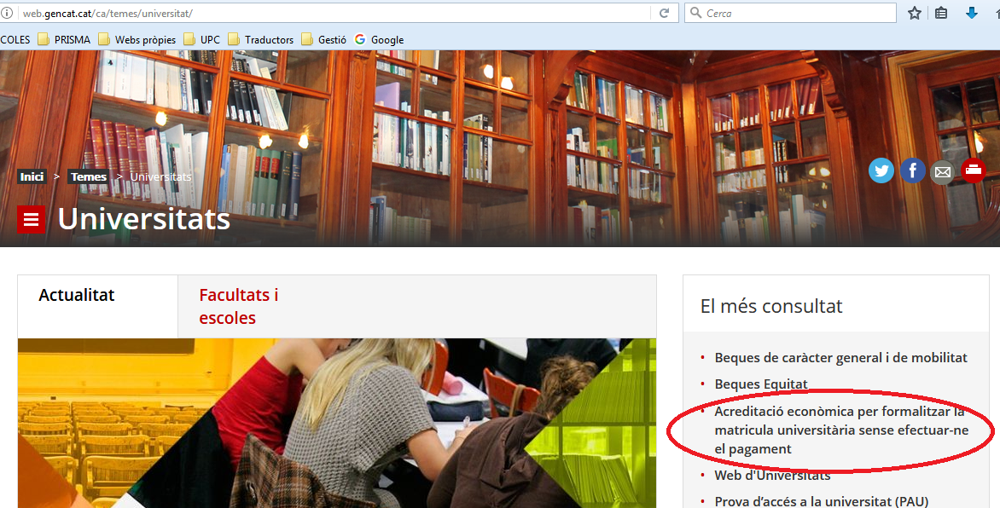 web.gencat.cat/ca/temes/universitat/
Cerca
COLES PRISMA Webs pròpies UPC Traductors Gestió Google
Inici > Temes > Universitats
Universitats
Actualitat
Facultats i
escoles
El més consultat
Beques de caràcter general i de mobilitat
Beques Equitat
Acreditació econòmica per formalitzar la
matricula universitària sense efectuar-ne
el pagament
Web d'Universitats
Prova d’accés a la universitat (PAU)